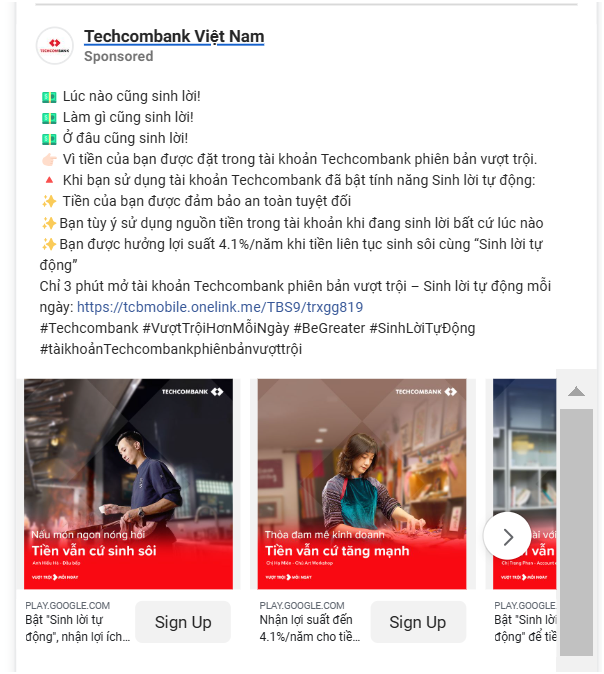 Techcombank Việt Nam
Sponsored
TECHCOMBANK
💵 Lúc nào cũng sinh lời!
💵 Làm gì cũng sinh lời!
💵 Ở đâu cũng sinh lời!
👉🏻 Vì tiền của bạn được đặt trong tài khoản Techcombank phiên bản vượt trội.
🔺 Khi bạn sử dụng tài khoản Techcombank đã bật tính năng Sinh lời tự động:
✨ Tiền của bạn được đảm bảo an toàn tuyệt đối
✨Bạn tùy ý sử dụng nguồn tiền trong tài khoản khi đang sinh lời bất cứ lúc nào
✨Bạn được hưởng lợi suất 4.1%/năm khi tiền liên tục sinh sôi cùng “Sinh lời tự
động”
Chỉ 3 phút mở tài khoản Techcombank phiên bản vượt trội – Sinh lời tự động mỗi
ngày: https://tcbmobile.onelink.me/TBS9/trxgg819
#Techcombank #VượtTrộiHơnMỗiNgày #BeGreater #SinhLờiTựĐộng
#tàikhoảnTechcombankphiênbảnvượttrội
TECHCOMBANK
Nấu món ngon nóng hổi
Tiền vẫn cứ sinh sôi
Anh Hiếu Hà - Đầu bếp
VƯỢT TRỘI MỖI NGÀY
PLAY.GOOGLE.COM
Bật "Sinh lời tự
động", nhận lợi ích...
Sign Up
TECHCOMBANK
Thỏa đam mê kinh doanh
Tiền vẫn cứ tăng mạnh
Chị Hà Miên - Chủ Art Workshop
VƯỢT TRỘI MỖI NGÀY
PLAY.GOOGLE.COM
Nhận lợi suất đến
4.1%/năm cho tiề...
Sign Up
ài với
vẫn
Chị Trang Phan - Account
VƯỢT TRỘI MỖI NGÀY
PLAY.GOOGLE
Bật "Sinh lời
động" để tiề